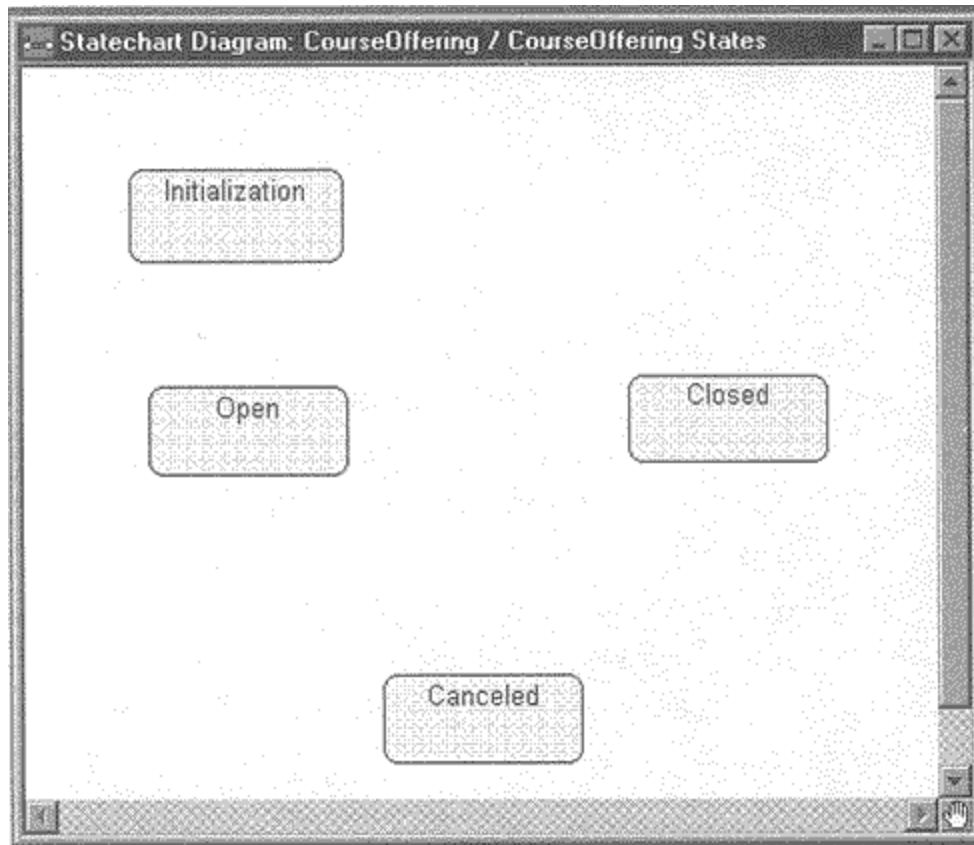 Statechart Diagram: CourseOffering / CourseOffering States
Initialization
Open
Closed
Canceled